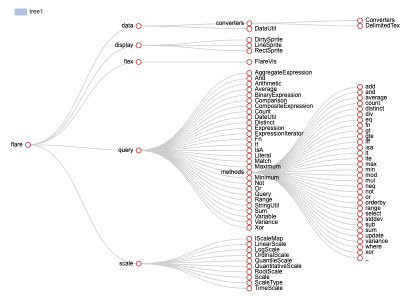 tree1
flare
data
converters
Converters
DelimitedTex
DataUtil
display
DirtySprite
LineSprite
RectSprite
flex
FlareVis
query
AggregateExpression
And
Arithmetic
Average
BinaryExpression
Comparison
CompositeExpression
Count
DateUtil
Distinct
Expression
ExpressionIterator
Fn
If
IsA
Literal
Match
Maximum
methods
add
and
average
count
distinct
div
eq
fn
gt
gte
iff
isa
lt
lte
max
min
mod
mul
neq
not
or
orderby
range
select
stddev
sub
sum
update
variance
where
xor
_
Minimum
Not
Or
Query
Range
StringUtil
Sum
Variable
Variance
Xor
scale
IScaleMap
LinearScale
LogScale
OrdinalScale
QuantileScale
QuantitativeScale
RootScale
Scale
ScaleType
TimeScale